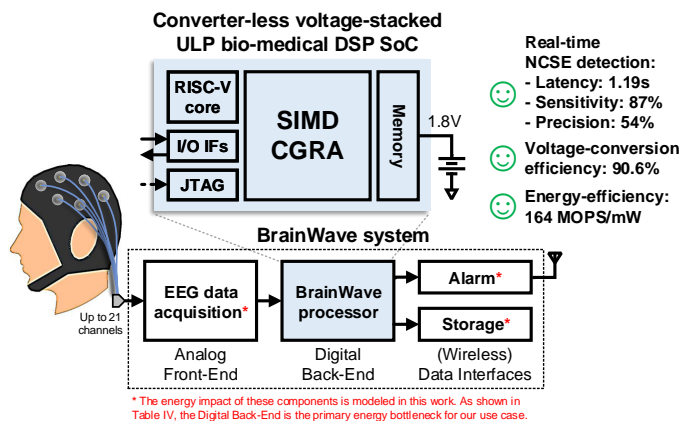 Converter-less voltage-stacked
ULP bio-medical DSP SoC
RISC-V
core
I/O IFs
JTAG
SIMD
CGRA
Memory
1.8V
Real-time
NCSE detection:
- Latency: 1.19s
- Sensitivity: 87%
- Precision: 54%
Voltage-conversion
efficiency: 90.6%
Energy-efficiency:
164 MOPS/mW
BrainWave system
Up to 21
channels
EEG data
acquisition*
BrainWave
processor
Alarm*
Storage*
Analog
Front-End
Digital
Back-End
(Wireless)
Data Interfaces
* The energy impact of these components is modeled in this work. As shown in
Table IV, the Digital Back-End is the primary energy bottleneck for our use case.